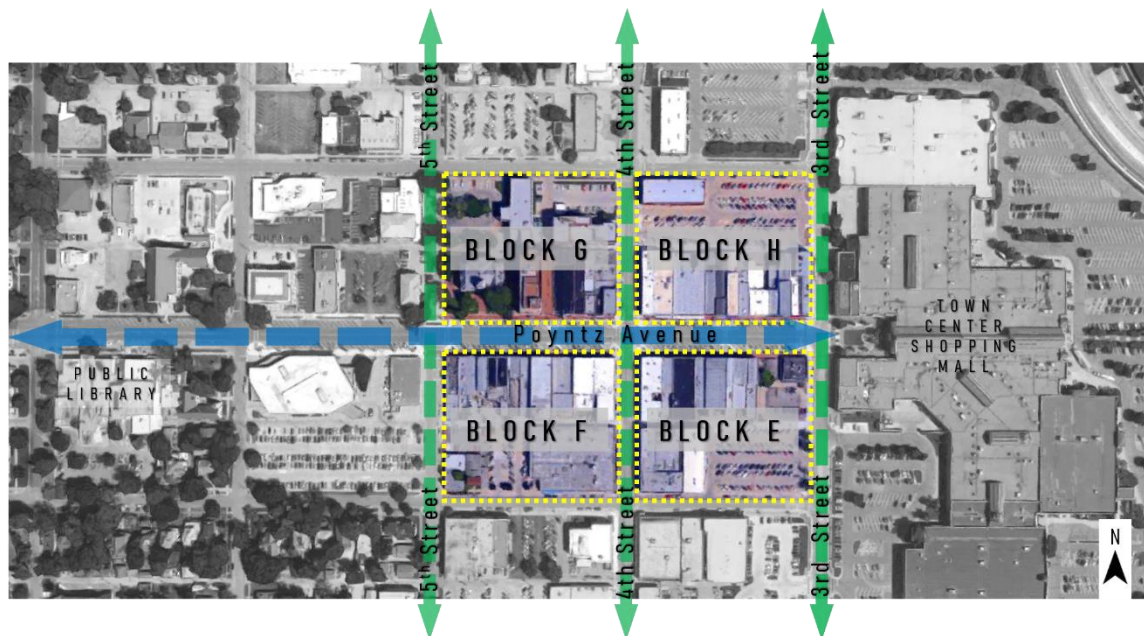 5th Street
4th Street
3rd Street
BLOCK G
BLOCK H
Poyntz Avenue
TOWN
CENTER
SHOPPING
MALL
PUBLIC
LIBRARY
BLOCK F
BLOCK E
5th Street
4th Street
3rd Street
N